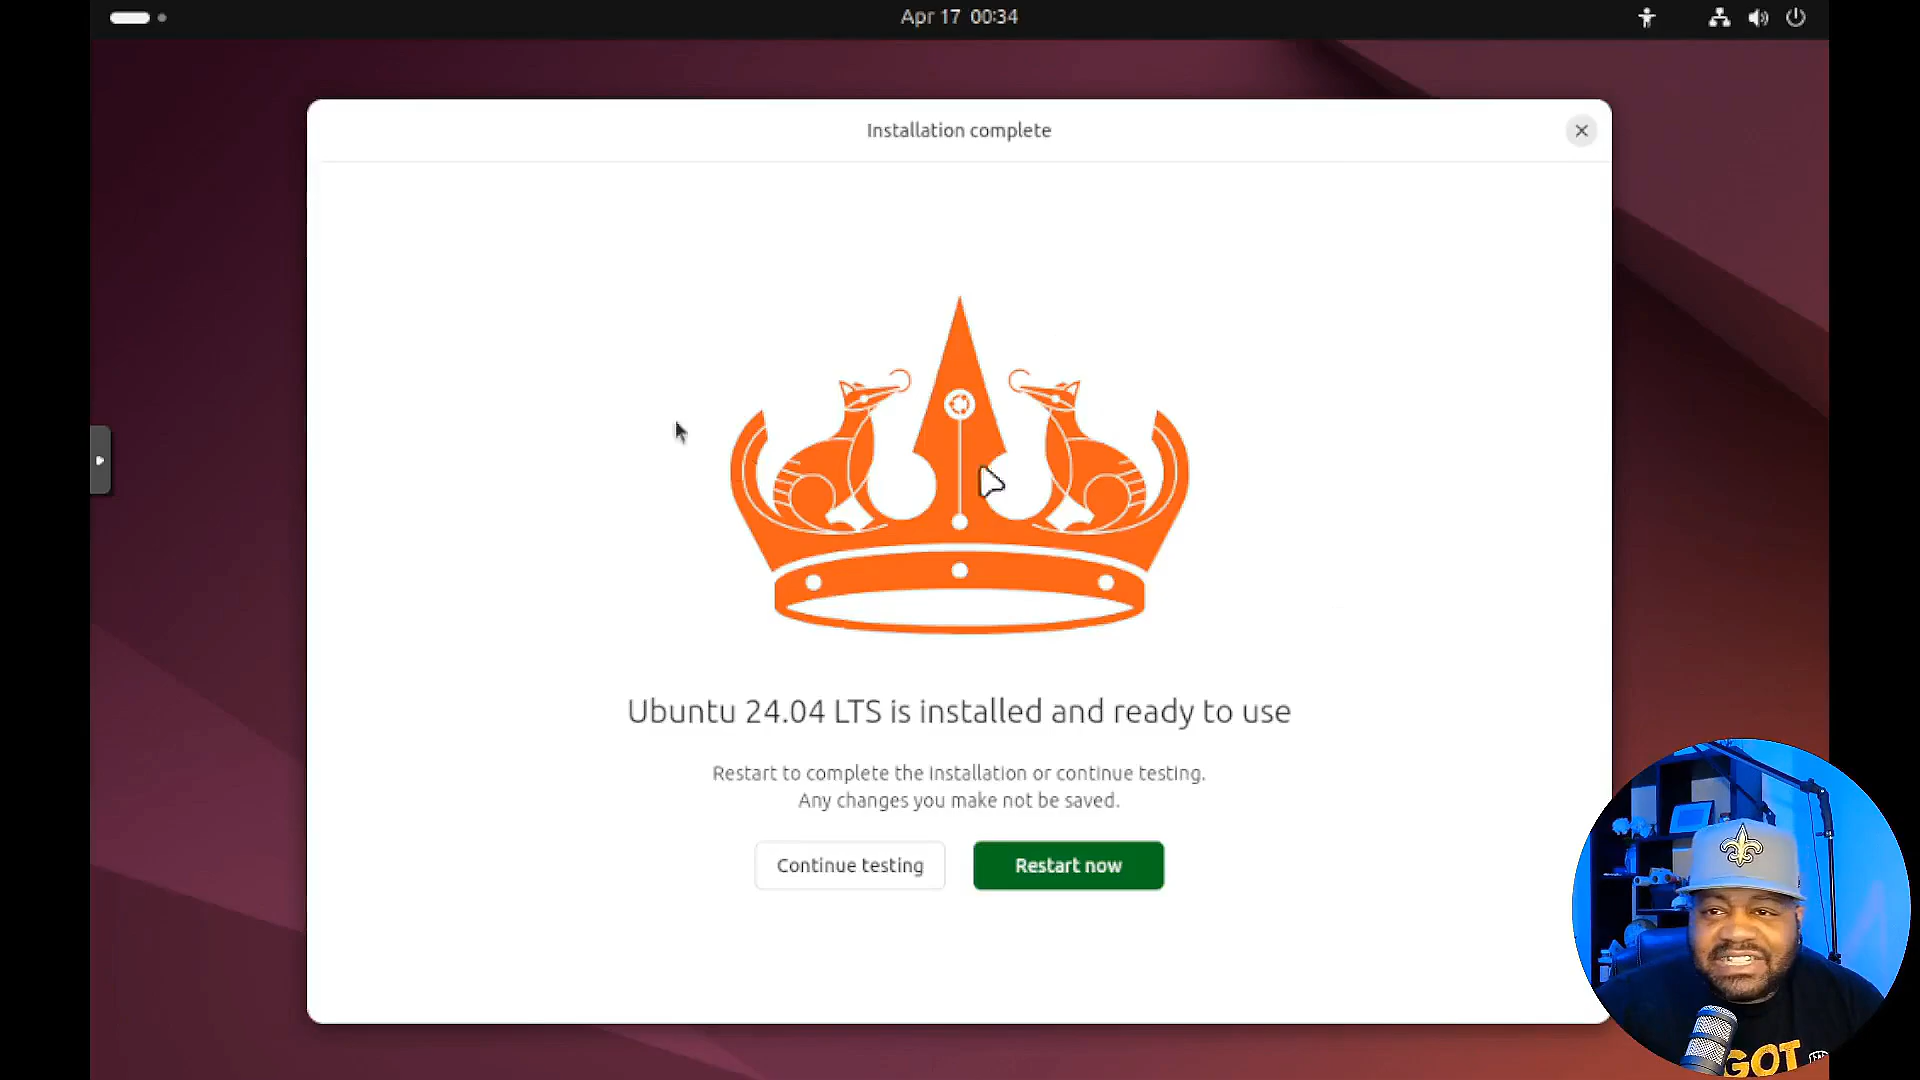 Apr 17 00:34
Installation complete
Ubuntu 24.04 LTS is installed and ready to use
Restart to complete the installation or continue testing.
Any changes you make not be saved.
Continue testing
Restart now
GOT